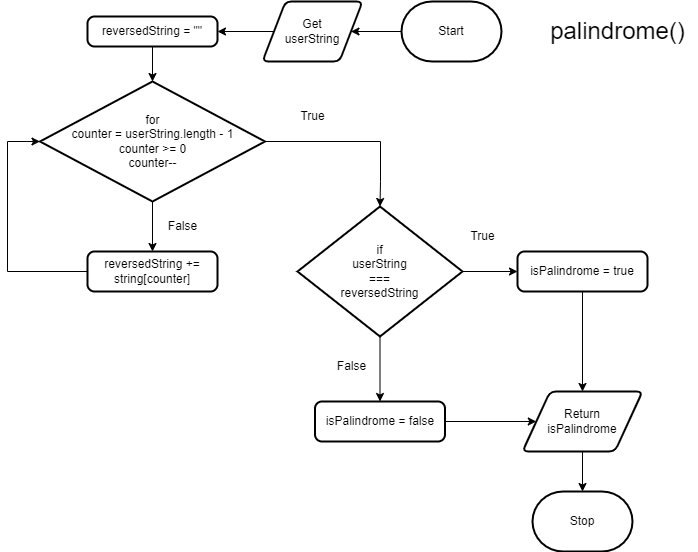 palindrome()
Start
Get
userString
reversedString = ""
for
counter = userString.length - 1
counter >= 0
counter--
True
False
reversedString +=
string[counter]
if
userString
===
reversedString
True
isPalindrome = true
False
isPalindrome = false
Return
isPalindrome
Stop